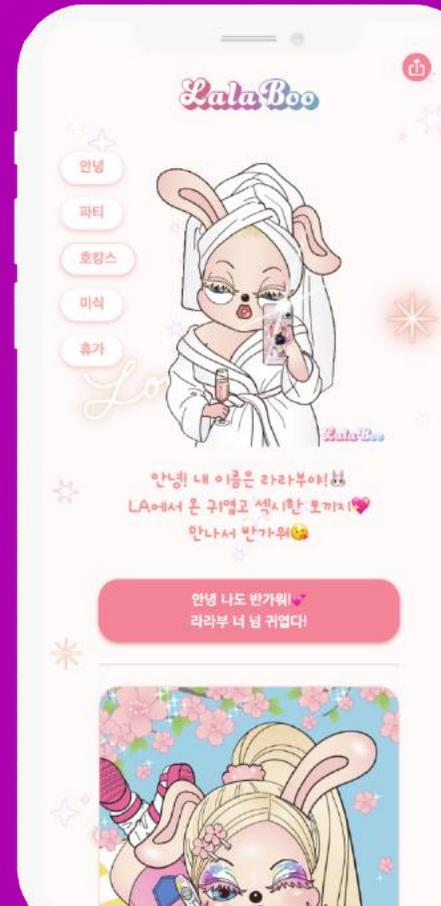 LalaBoo
안녕
파티
호캉스
미식
휴가
Lo
LalaBoo
안녕! 내 이름은 라라부야!🐰
LA에서 온 귀엽고 섹시한 토끼지💖
만나서 반가워😘
안녕 나도 반가워!💕
라라부 너 넘 귀엽다!